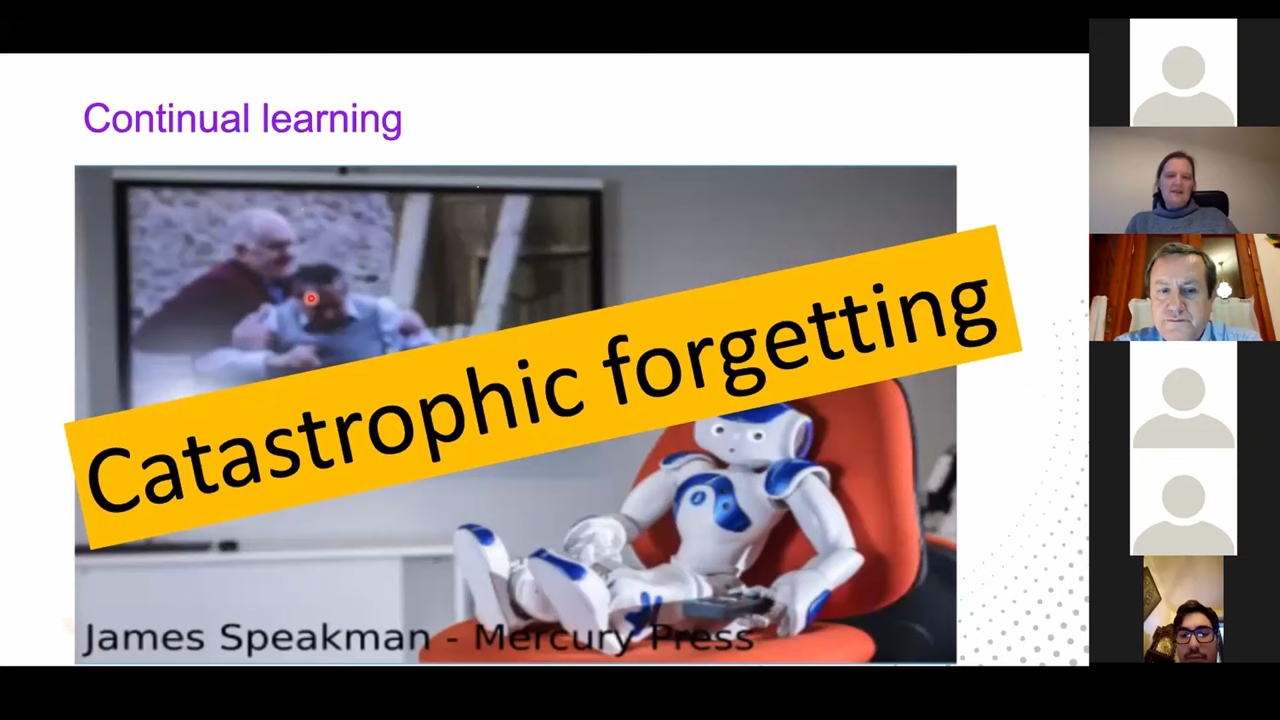 Continual learning
Catastrophic forgetting
James Speakman - Mercury Press